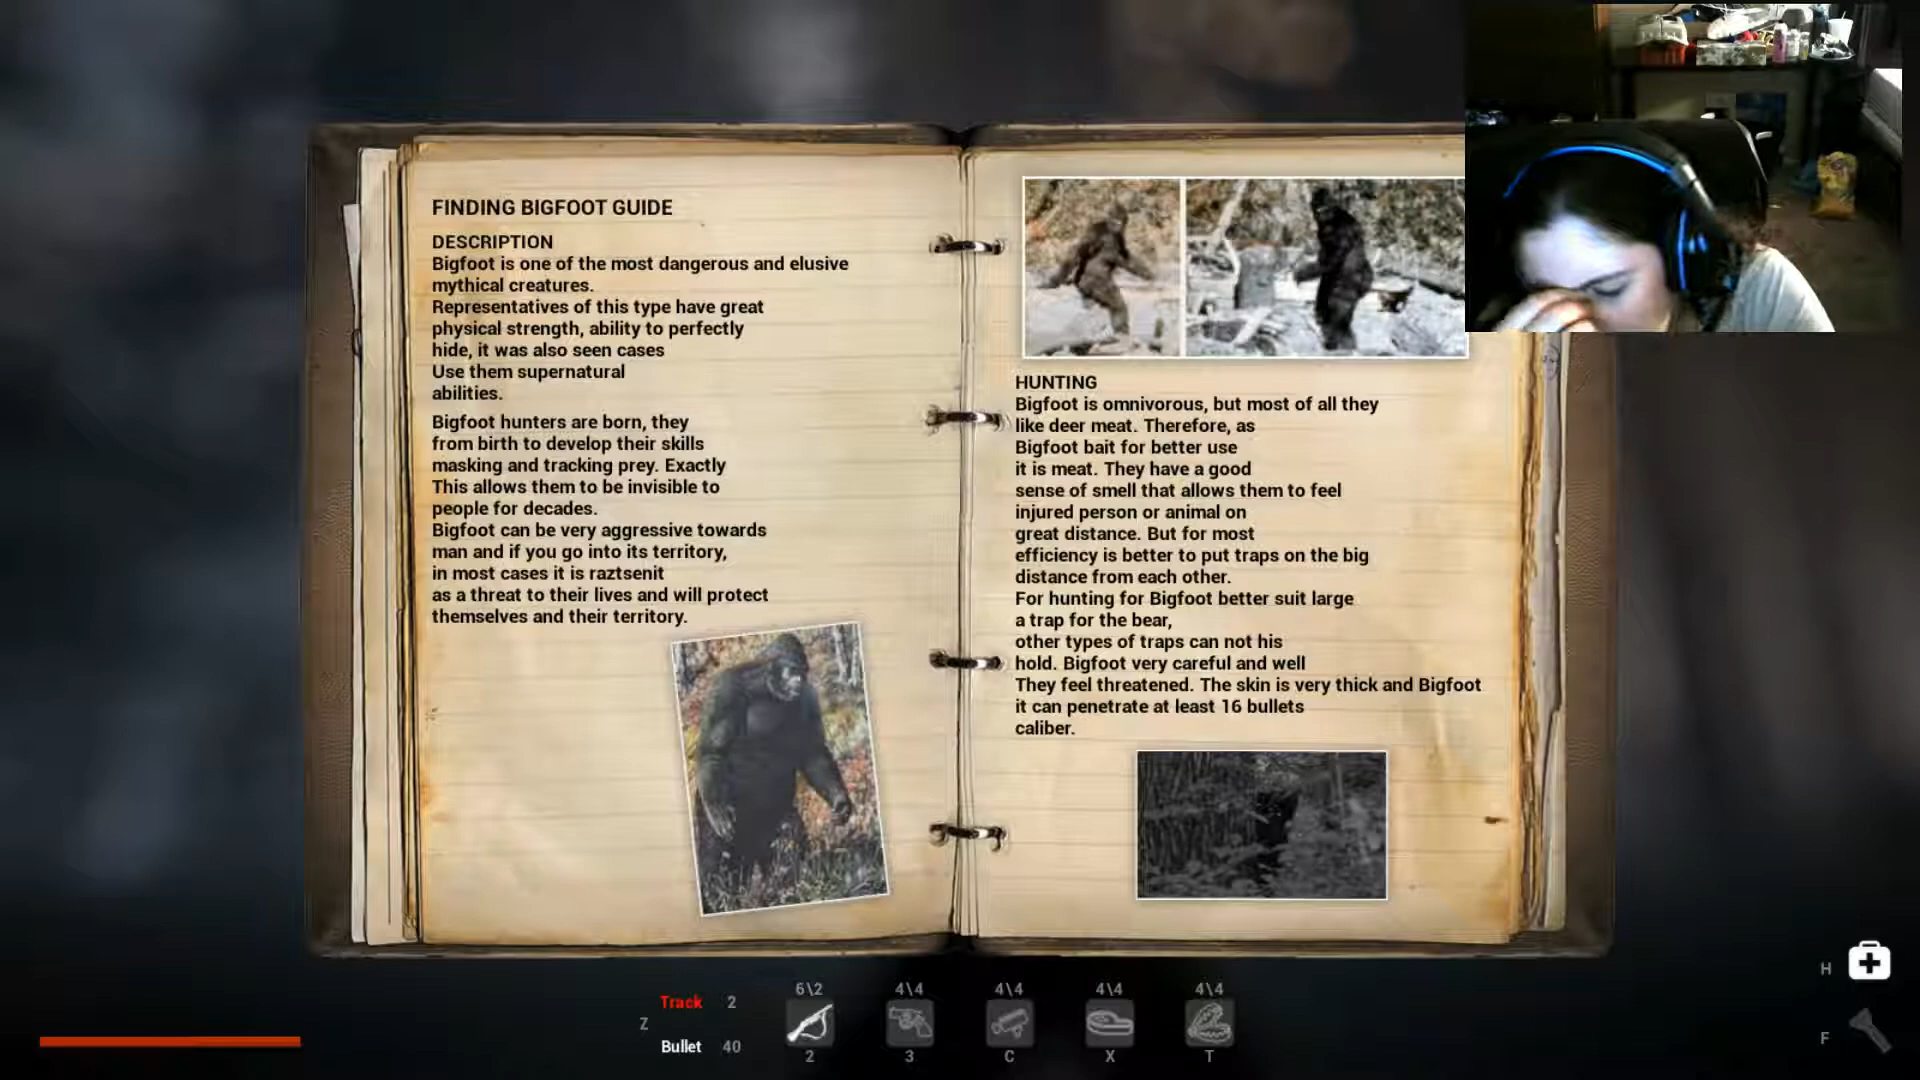 FINDING BIGFOOT GUIDE
DESCRIPTION
Bigfoot is one of the most dangerous and elusive
mythical creatures.
Representatives of this type have great
physical strength, ability to perfectly
hide, it was also seen cases
Use them supernatural
abilities.
Bigfoot hunters are born, they
from birth to develop their skills
masking and tracking prey. Exactly
This allows them to be invisible to
people for decades.
Bigfoot can be very aggressive towards
man and if you go into its territory,
in most cases it is raztsenit
as a threat to their lives and will protect
themselves and their territory.
HUNTING
Bigfoot is omnivorous, but most of all they
like deer meat. Therefore, as
Bigfoot bait for better use
it is meat. They have a good
sense of smell that allows them to feel
injured person or animal on
great distance. But for most
efficiency is better to put traps on the big
distance from each other.
For hunting for Bigfoot better suit large
a trap for the bear,
other types of traps can not his
hold. Bigfoot very careful and well
They feel threatened. The skin is very thick and Bigfoot
it can penetrate at least 16 bullets
caliber.
H
F
Z
Track 2
Bullet 40
6\2 4\4 4\4 4\4 4\4
2 3 C X T